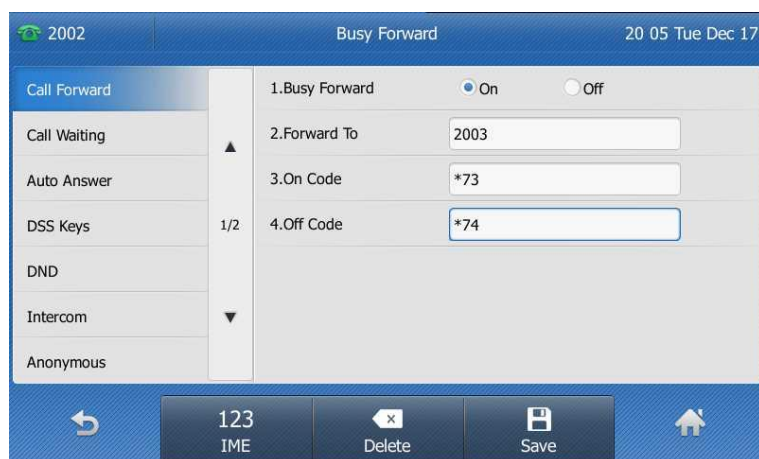 2002 Busy Forward 20 05 Tue Dec 17
Call Forward 1.Busy Forward On Off
Call Waiting 2.Forward To 2003
Auto Answer 3.On Code *73
DSS Keys 1/2 4.Off Code *74
DND
Intercom
Anonymous
123
IME Delete Save